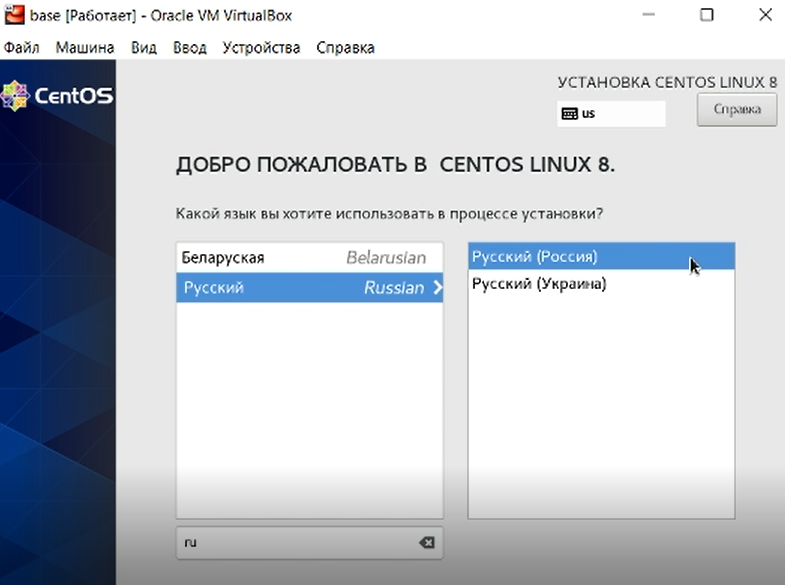 base [Работает] - Oracle VM VirtualBox
Файл Машина Вид Ввод Устройства Справка
CentOS
УСТАНОВКА CENTOS LINUX 8
us
Справка
ДОБРО ПОЖАЛОВАТЬ В CENTOS LINUX 8.
Какой язык вы хотите использовать в процессе установки?
Беларуская Belarusian
Русский Russian
Русский (Россия)
Русский (Украина)
ru